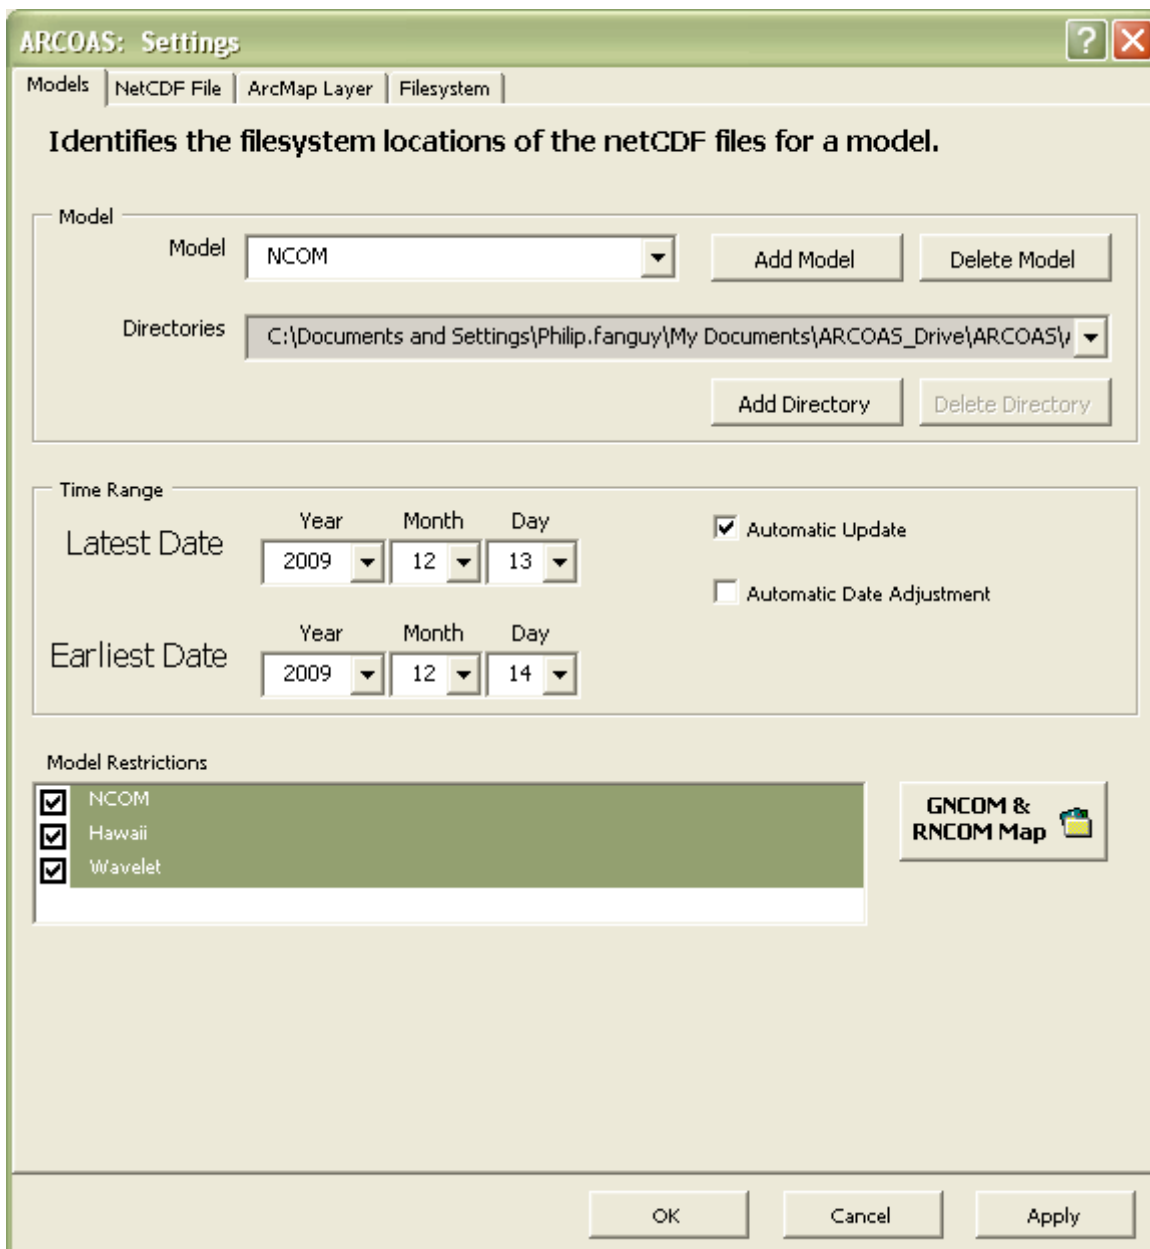 ARCOAS: Settings
Models NetCDF File ArcMap Layer Filesystem
Identifies the filesystem locations of the netCDF files for a model.
Model
Model NCOM Add Model Delete Model
Directories C:\Documents and Settings\Philip.fanguy\My Documents\ARCOAS_Drive\ARCOAS\
Add Directory Delete Directory
Time Range
Year Month Day
Latest Date 2009 12 13 Automatic Update
Automatic Date Adjustment
Year Month Day
Earliest Date 2009 12 14
Model Restrictions
NCOM
Hawaii
Wavelet
GNCOM &
RNCOM Map
OK Cancel Apply